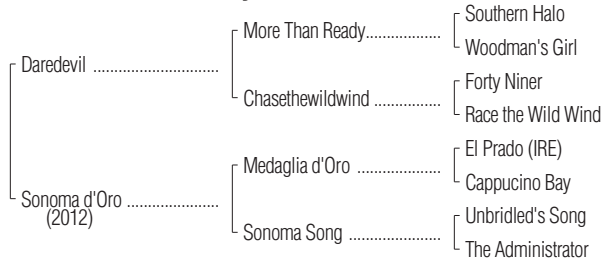 Southern Halo
More Than Ready..................
Woodman's Girl
Daredevil ..............................
Forty Niner
Chasethewildwind ................
Race the Wild Wind
El Prado (IRE)
Medaglia d'Oro ....................
Cappucino Bay
Sonoma d'Oro ......................
(2012)
Unbridled's Song
Sonoma Song ......................
The Administrator